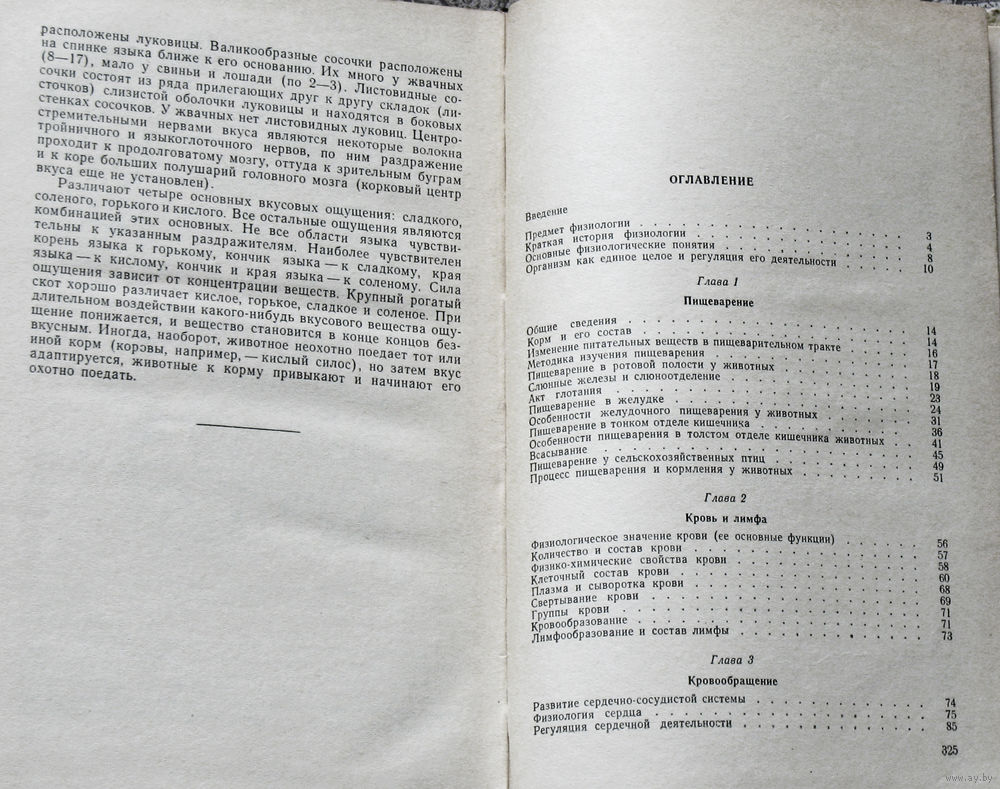 расположены луковицы. Валикообразные сосочки расположены
на спинке языка ближе к его основанию. Их много у жвачных
(8—17), мало у свиньи и лошади (по 2—3). Листовидные со-
сочки состоят из ряда прилегающих друг к другу складок (ли-
сточков) слизистой оболочки луковицы и находятся в боковых
стенках сосочков. У жвачных нет листовидных луковиц. Центро-
стремительными нервами вкуса являются некоторые волокна
тройничного и языкоглоточного нервов, по ним раздражение
проходит к продолговатому мозгу, оттуда к зрительным буграм
и к коре больших полушарий головного мозга (корковый центр
вкуса еще не установлен).
Различают четыре основных вкусовых ощущения: сладкого,
соленого, горького и кислого. Все остальные ощущения являются
комбинацией этих основных. Не все области языка чувстви-
тельны к указанным раздражителям. Наиболее чувствителен
корень языка к горькому, кончик языка — к сладкому, края
языка — к кислому, кончик и края языка — к соленому. Сила
ощущения зависит от концентрации веществ. Крупный рогатый
скот хорошо различает кислое, горькое, сладкое и соленое. При
длительном воздействии какого-нибудь вкусового вещества ощу-
щение понижается, и вещество становится в конце концов без-
вкусным. Иногда, наоборот, животное неохотно поедает тот или
иной корм (коровы, например, — кислый силос), но затем вкус
адаптируется, животные к корму привыкают и начинают его
охотно поедать.
ОГЛАВЛЕНИЕ
Введение
Предмет физиологии . . . . . . . . . . . . . . . 3
Краткая история физиологии . . . . . . . . . . . . 4
Основные физиологические понятия . . . . . . . . . . 8
Организм как единое целое и регуляция его деятельности . . . . . 10
Глава 1
Пищеварение
Общие сведения . . . . . . . . . . . . . . . . 14
Корм и его состав . . . . . . . . . . . . . . . 14
Изменение питательных веществ в пищеварительном тракте . . . . 16
Методика изучения пищеварения . . . . . . . . . . . 17
Пищеварение в ротовой полости у животных . . . . . . . . 18
Слюнные железы и слюноотделение . . . . . . . . . . 19
Акт глотания . . . . . . . . . . . . . . . . . 23
Пищеварение в желудке . . . . . . . . . . . . . . 24
Особенности желудочного пищеварения у животных . . . . . . 31
Пищеварение в тонком отделе кишечника . . . . . . . . . 36
Особенности пищеварения в толстом отделе кишечника животных . . 41
Всасывание . . . . . . . . . . . . . . . . . . 45
Пищеварение у сельскохозяйственных птиц . . . . . . . . 49
Процесс пищеварения и кормления у животных . . . . . . . 51
Глава 2
Кровь и лимфа
Физиологическое значение крови (ее основные функции) . . . . . 56
Количество и состав крови . . . . . . . . . . . . . 57
Физико-химические свойства крови . . . . . . . . . . 58
Клеточный состав крови . . . . . . . . . . . . . . 60
Плазма и сыворотка крови . . . . . . . . . . . . . 68
Свертывание крови . . . . . . . . . . . . . . . 69
Группы крови . . . . . . . . . . . . . . . . . 71
Кровообразование . . . . . . . . . . . . . . . . 71
Лимфообразование и состав лимфы . . . . . . . . . . 73
Глава 3
Кровообращение
Развитие сердечно-сосудистой системы . . . . . . . . . 74
Физиология сердца . . . . . . . . . . . . . . . 75
Регуляция сердечной деятельности . . . . . . . . . . 85
325
www.ay.by